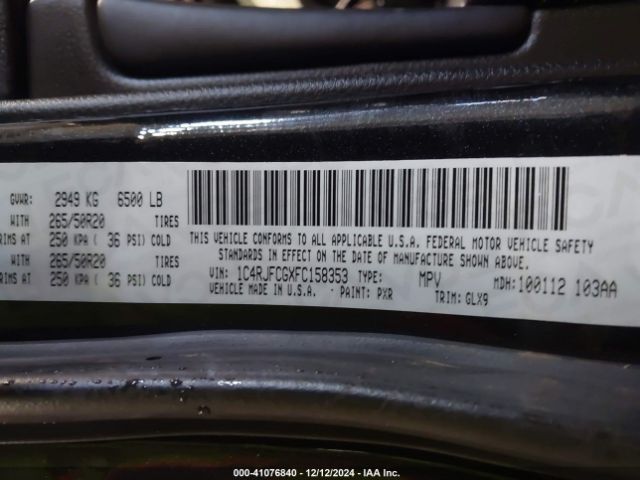 GVWR: 2949 KG 6500 LB
WITH 265/50R20 TIRES
RIMS AT 250 KPA ( 36 PSI) COLD
WITH 265/50R20 TIRES
RIMS AT 250 KPA ( 36 PSI) COLD
THIS VEHICLE CONFORMS TO ALL APPLICABLE U.S.A. FEDERAL MOTOR VEHICLE SAFETY
STANDARDS IN EFFECT ON THE DATE OF MANUFACTURE SHOWN ABOVE.
VIN: 1C4RJFCGXFC158353 TYPE: MPV MDH: 100112 103AA
VEHICLE MADE IN U.S.A. PAINT: PXR TRIM: GLX9
000-41076840 / 12/12/2024 - IAA Inc.